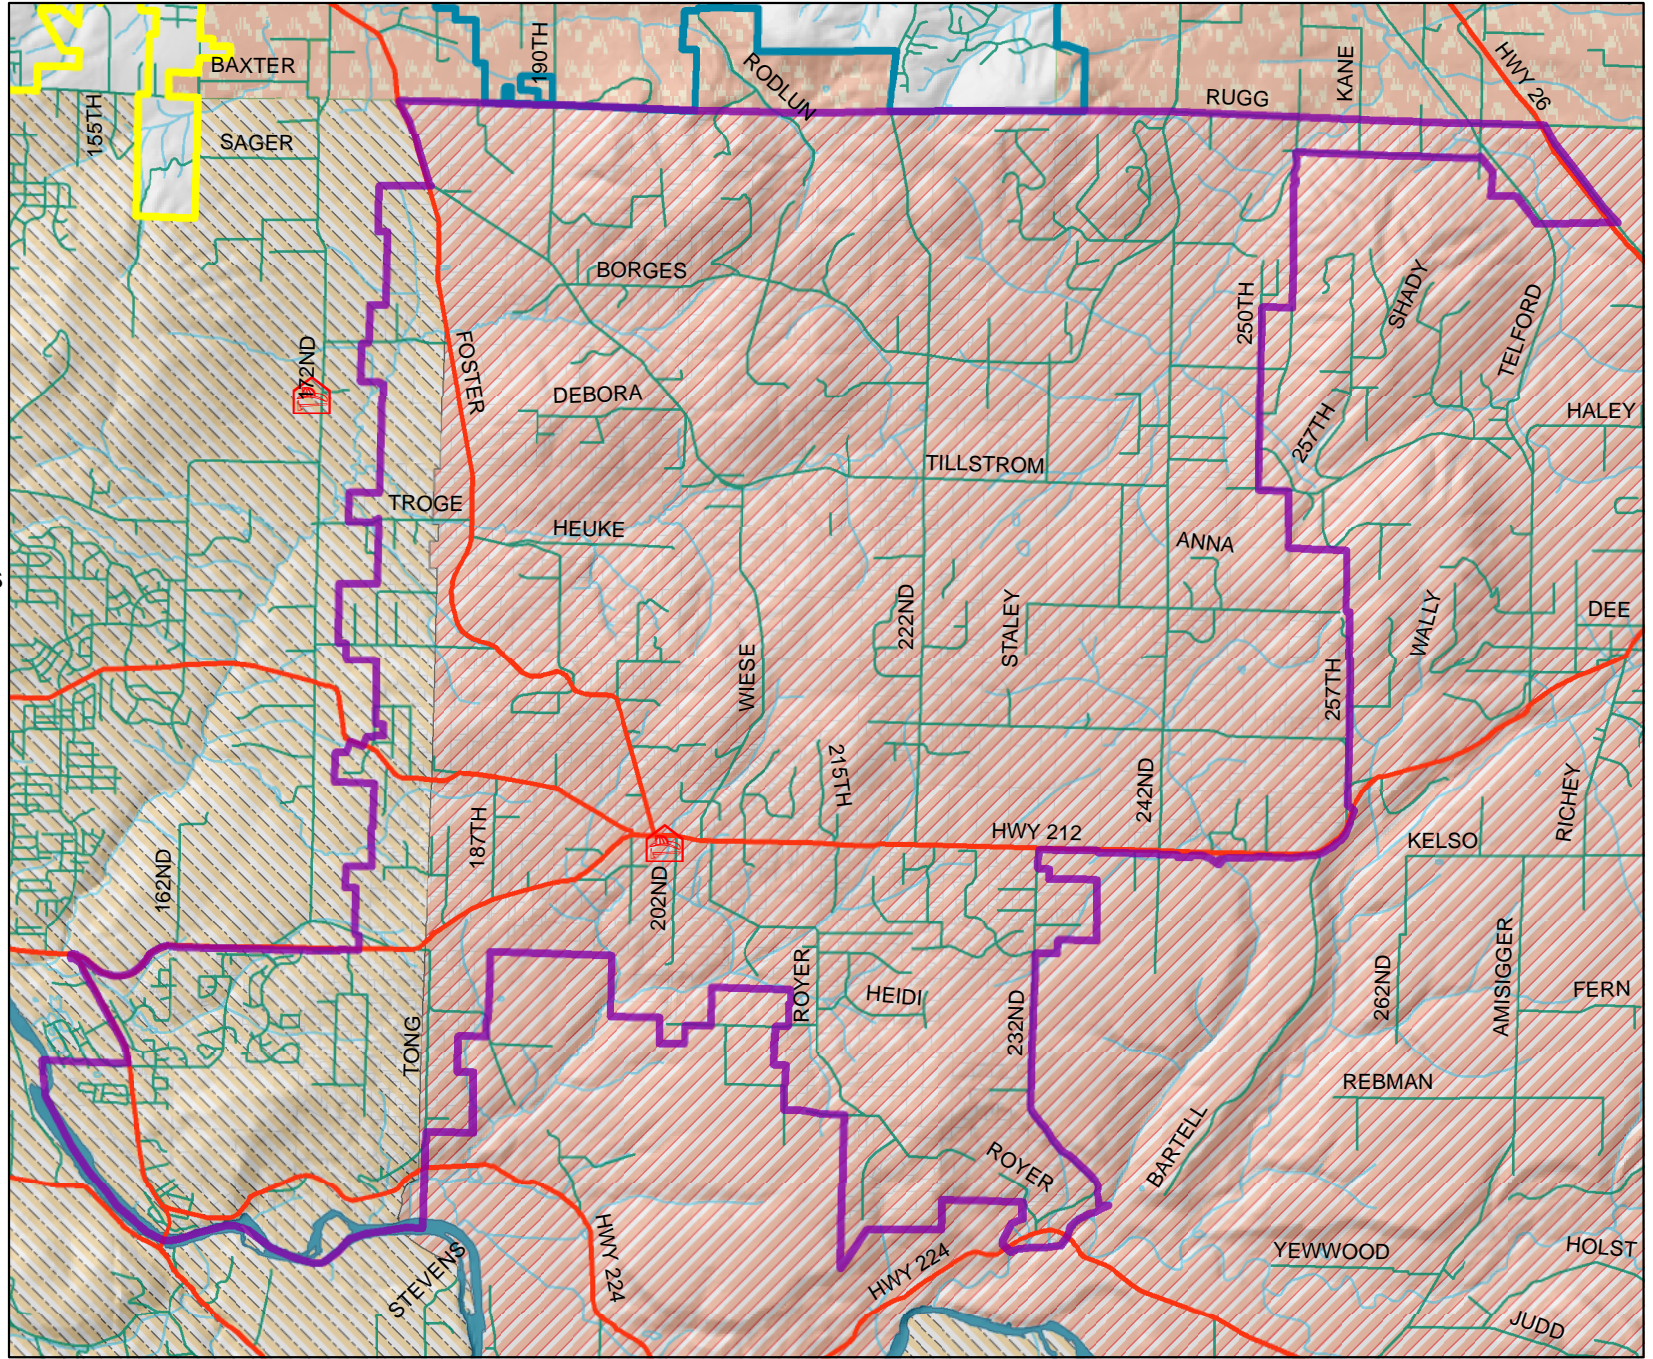 190TH
BAXTER
RODLUN
KANE
HWY 26
RUGG
155TH
SAGER
BORGES
250TH
SHADY
TELFORD
172ND
FOSTER
DEBORA
HALEY
257TH
TILLSTROM
TROGE
HEUKE
ANNA
222ND
STALEY
WALLY
DEE
WIESE
257TH
215TH
242ND
RICHEY
187TH
HWY 212
KELSO
162ND
202ND
ROYER
HEIDI
232ND
262ND
AMISIGGER
FERN
TONG
REBMAN
ROYER
BARTELL
STEVENS
HWY 224
HWY 224
YEWWOOD
HOLST
JUDD